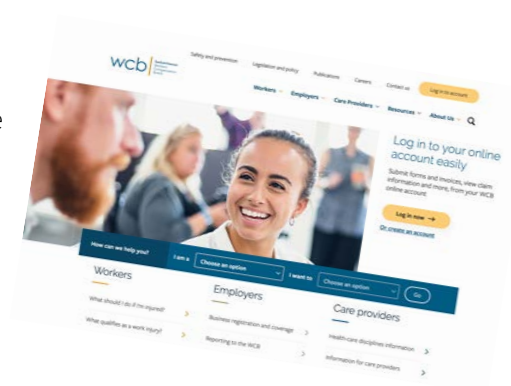 e
wcb
Safety and prevention Legislation and policy Publications Careers Contact us Log in to account
Workers Employers Care Providers Resources About Us
Log in to your online
account easily
Submit forms and invoices, view claim
information and more, from your WCB
online account.
Log in now →
Or create an account
How can we help you? I am a Choose an option I want to Choose an option Go
Workers Employers Care providers
What should I do if I'm injured? Business registration and coverage Health-care disciplines information
What qualifies as a work injury? Reporting to the WCB Information for care providers